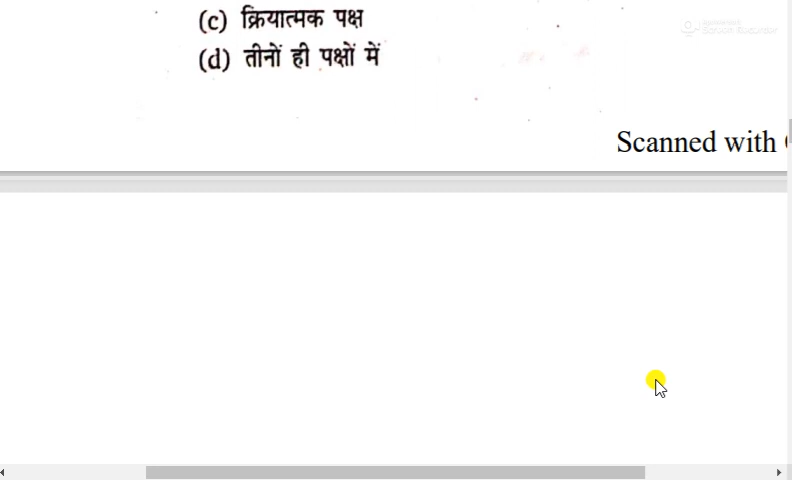 (c) क्रियात्मक पक्ष
(d) तीनों ही पक्षों में
Scanned with